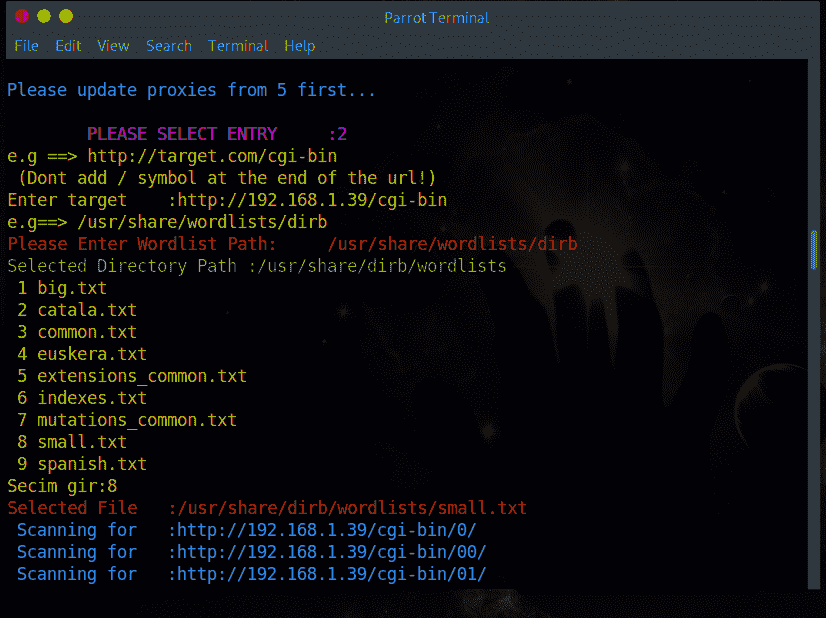 Parrot Terminal
File Edit View Search Terminal Help
Please update proxies from 5 first...
PLEASE SELECT ENTRY :2
e.g ==> http://target.com/cgi-bin
(Dont add / symbol at the end of the url!)
Enter target :http://192.168.1.39/cgi-bin
e.g==> /usr/share/wordlists/dirb
Please Enter Wordlist Path: /usr/share/wordlists/dirb
Selected Directory Path :/usr/share/dirb/wordlists
1 big.txt
2 catala.txt
3 common.txt
4 euskera.txt
5 extensions_common.txt
6 indexes.txt
7 mutations_common.txt
8 small.txt
9 spanish.txt
Secim gir:8
Selected File :/usr/share/dirb/wordlists/small.txt
Scanning for :http://192.168.1.39/cgi-bin/0/
Scanning for :http://192.168.1.39/cgi-bin/00/
Scanning for :http://192.168.1.39/cgi-bin/01/